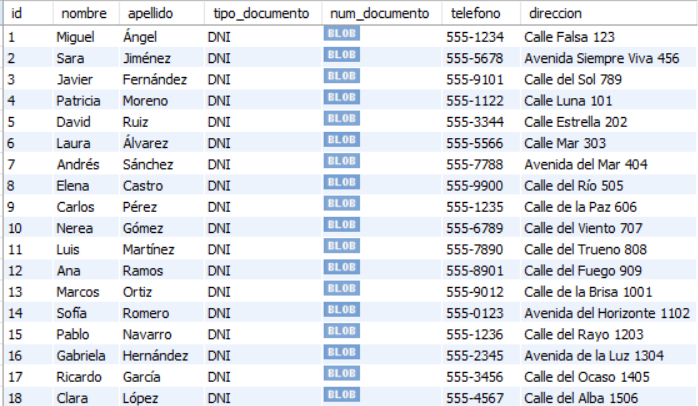 id nombre apellido tipo_documento num_documento telefono direccion
1 Miguel Ángel DNI BLOB 555-1234 Calle Falsa 123
2 Sara Jiménez DNI BLOB 555-5678 Avenida Siempre Viva 456
3 Javier Fernández DNI BLOB 555-9101 Calle del Sol 789
4 Patricia Moreno DNI BLOB 555-1122 Calle Luna 101
5 David Ruiz DNI BLOB 555-3344 Calle Estrella 202
6 Laura Álvarez DNI BLOB 555-5566 Calle Mar 303
7 Andrés Sánchez DNI BLOB 555-7788 Avenida del Mar 404
8 Elena Castro DNI BLOB 555-9900 Calle del Río 505
9 Carlos Pérez DNI BLOB 555-1235 Calle de la Paz 606
10 Nerea Gómez DNI BLOB 555-6789 Calle del Viento 707
11 Luis Martínez DNI BLOB 555-7890 Calle del Trueno 808
12 Ana Ramos DNI BLOB 555-8901 Calle del Fuego 909
13 Marcos Ortiz DNI BLOB 555-9012 Calle de la Brisa 1001
14 Sofía Romero DNI BLOB 555-0123 Avenida del Horizonte 1102
15 Pablo Navarro DNI BLOB 555-1236 Calle del Rayo 1203
16 Gabriela Hernández DNI BLOB 555-2345 Avenida de la Luz 1304
17 Ricardo García DNI BLOB 555-3456 Calle del Ocaso 1405
18 Clara López DNI BLOB 555-4567 Calle del Alba 1506